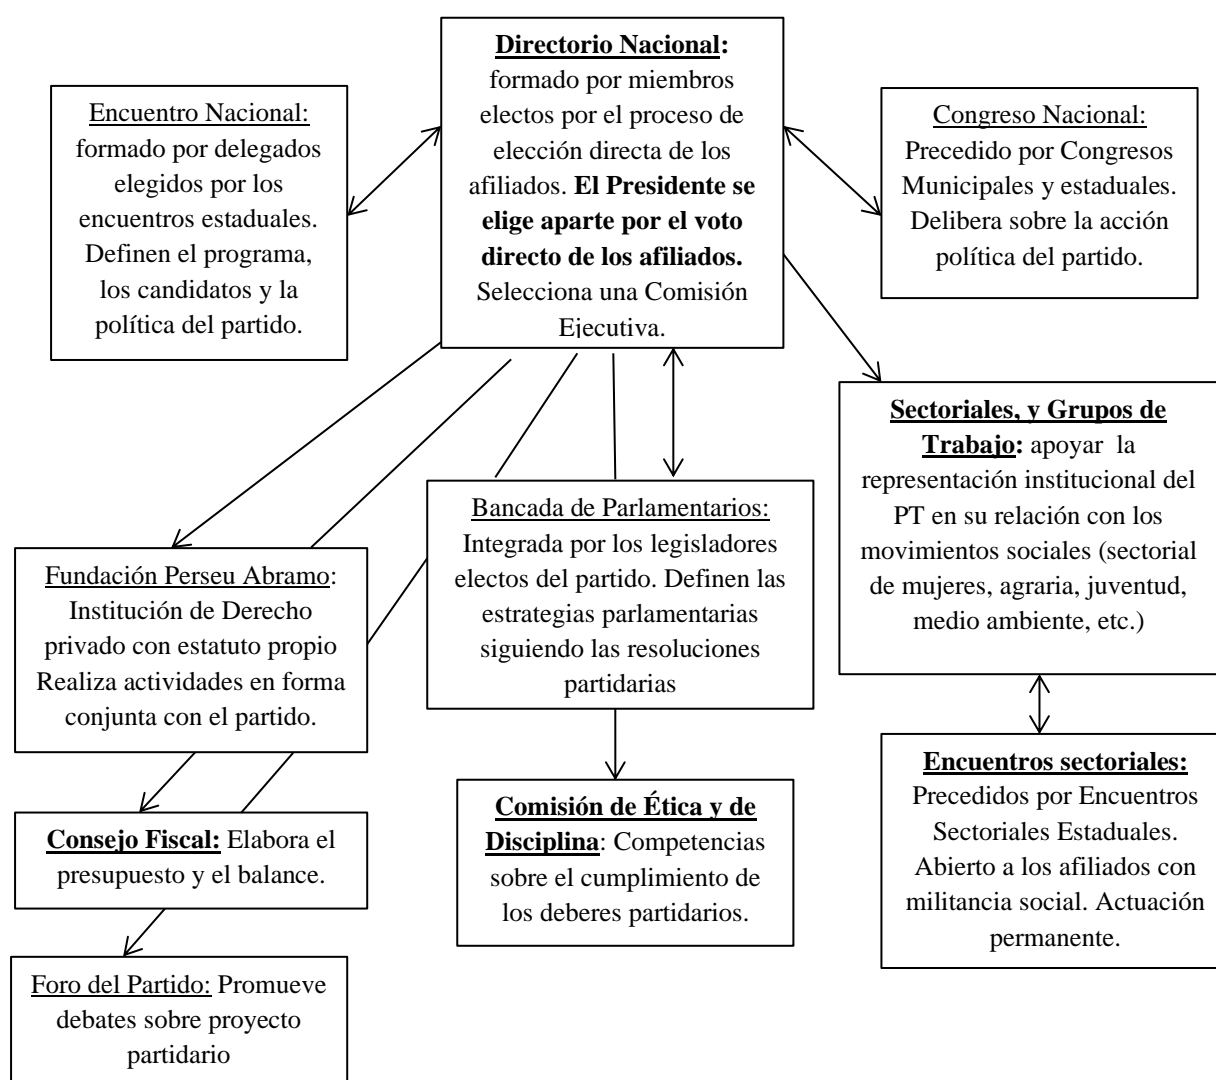 Directorio Nacional:
formado por miembros
electos por el proceso de
elección directa de los
afiliados. El Presidente se
elige aparte por el voto
directo de los afiliados.
Selecciona una Comisión
Ejecutiva.
Encuentro Nacional:
formado por delegados
elegidos por los
encuentros estaduales.
Definen el programa,
los candidatos y la
política del partido.
Congreso Nacional:
Precedido por Congresos
Municipales y estaduales.
Delibera sobre la acción
política del partido.
Sectoriales, y Grupos de
Trabajo: apoyar la
representación institucional del
PT en su relación con los
movimientos sociales (sectorial
de mujeres, agraria, juventud,
medio ambiente, etc.)
Bancada de Parlamentarios:
Integrada por los legisladores
electos del partido. Definen las
estrategias parlamentarias
siguiendo las resoluciones
partidarias
Fundación Perseu Abramo:
Institución de Derecho
privado con estatuto propio
Realiza actividades en forma
conjunta con el partido.
Encuentros sectoriales:
Precedidos por Encuentros
Sectoriales Estaduales.
Abierto a los afiliados con
militancia social. Actuación
permanente.
Comisión de Ética y de
Disciplina: Competencias
sobre el cumplimiento de
los deberes partidarios.
Consejo Fiscal: Elabora el
presupuesto y el balance.
Foro del Partido: Promueve
debates sobre proyecto
partidario